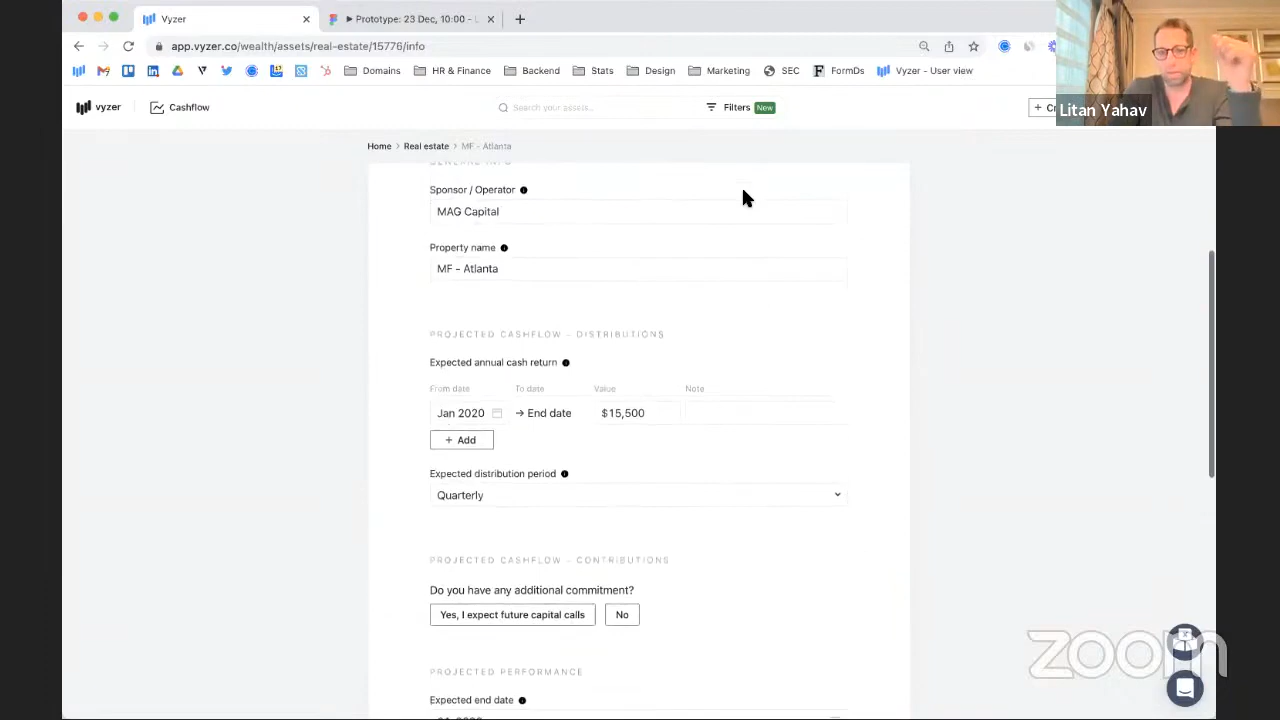 Vyzer
Prototype: 23 Dec, 10:00 -
app.vyzer.co/wealth/assets/real-estate/15776/info
Domains
HR & Finance
Backend
Stats
Design
Marketing
SEC
FormDs
Vyzer - User view
Litan Yahav
vyzer
Cashflow
Search your assets...
Filters
New
Home > Real estate > MF - Atlanta
GENERAL INFO
Sponsor / Operator
MAG Capital
Property name
MF - Atlanta
PROJECTED CASHFLOW – DISTRIBUTIONS
Expected annual cash return
From date To date Value Note
Jan 2020 → End date $15,500
+ Add
Expected distribution period
Quarterly
PROJECTED CASHFLOW – CONTRIBUTIONS
Do you have any additional commitment?
Yes, I expect future capital calls No
PROJECTED PERFORMANCE
Expected end date
zoom